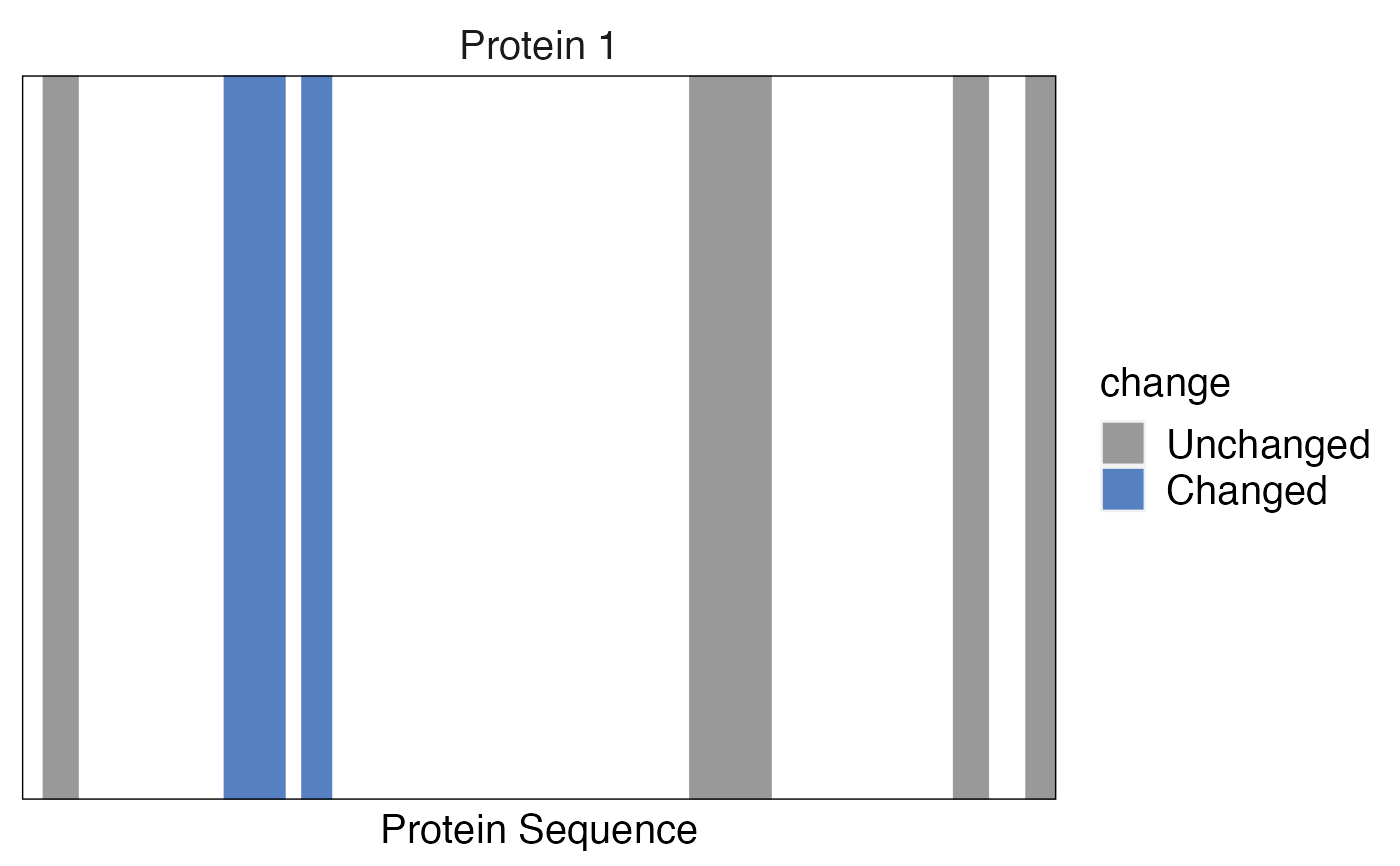 Protein 1
change
Unchanged
Changed
Protein Sequence